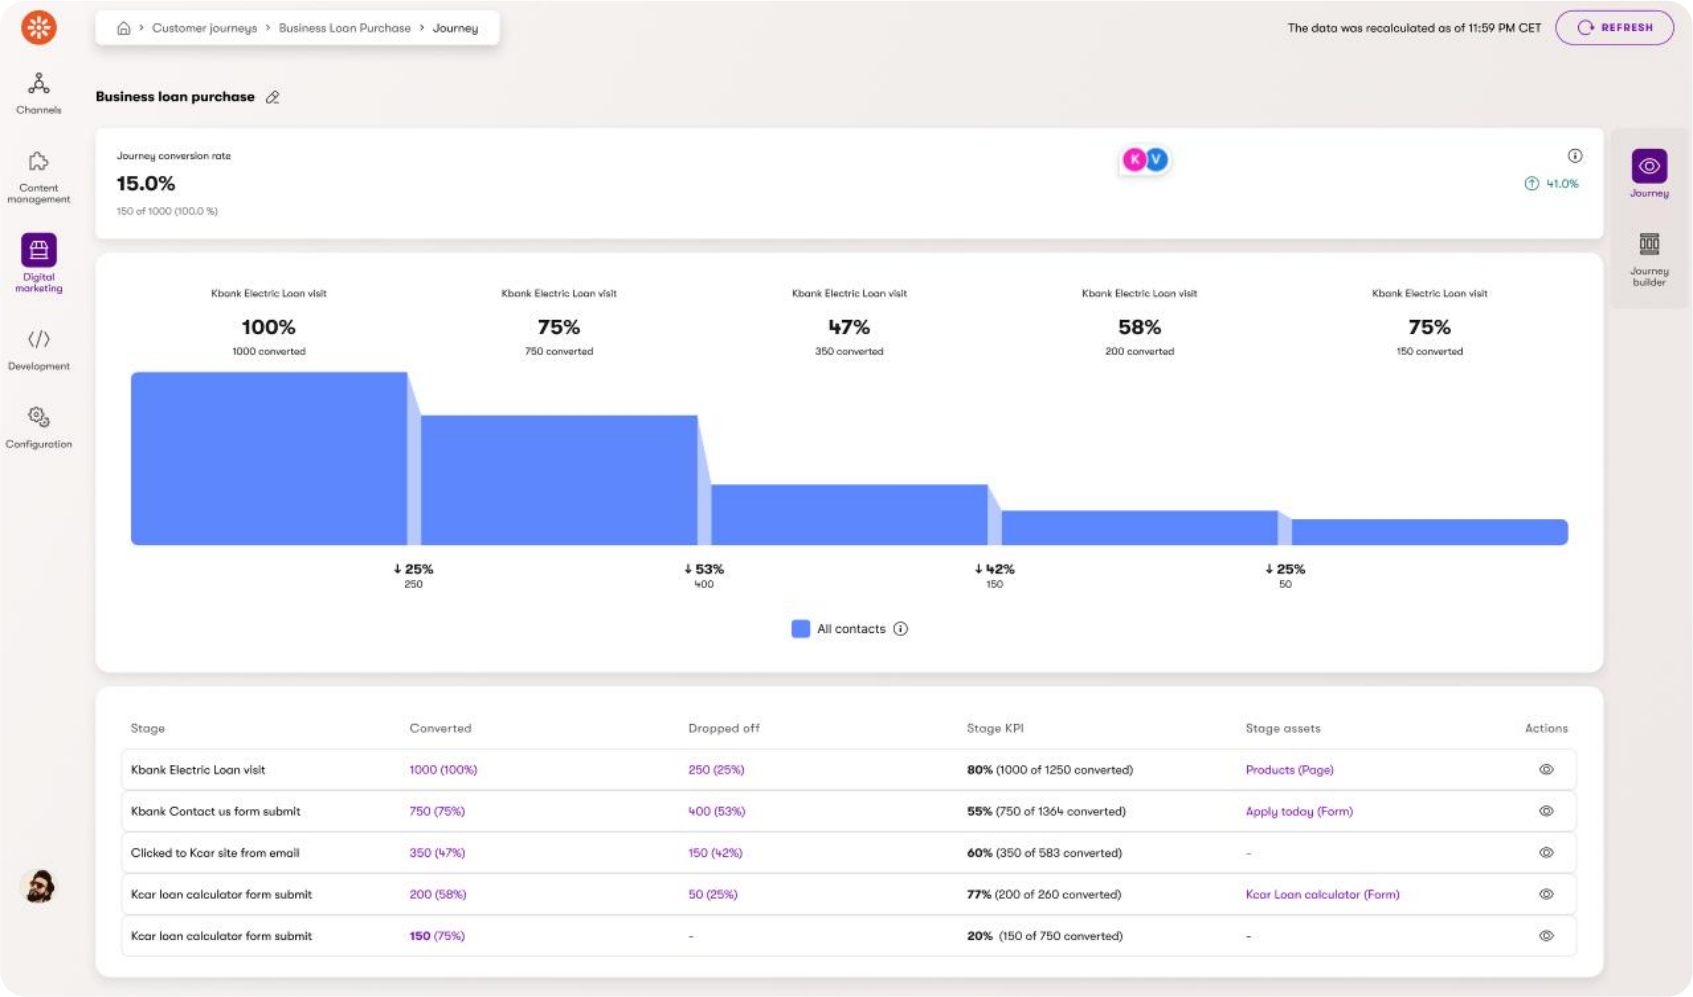 Customer journeys > Business Loan Purchase > Journey
The data was recalculated as of 11:59 PM CET
REFRESH
Channels
Content
management
Digital
marketing
Development
Configuration
Business loan purchase
Journey conversion rate
15.0%
150 of 1000 (100.0 %)
K V
41.0%
Journey
Journey
builder
Kbank Electric Loan visit Kbank Electric Loan visit Kbank Electric Loan visit Kbank Electric Loan visit Kbank Electric Loan visit
100% 75% 47% 58% 75%
1000 converted 750 converted 350 converted 200 converted 150 converted
↓ 25% ↓ 53% ↓ 42% ↓ 25%
250 400 150 50
All contacts
Stage Converted Dropped off Stage KPI Stage assets Actions
Kbank Electric Loan visit 1000 (100%) 250 (25%) 80% (1000 of 1250 converted) Products (Page)
Kbank Contact us form submit 750 (75%) 400 (53%) 55% (750 of 1364 converted) Apply today (Form)
Clicked to Kcar site from email 350 (47%) 150 (42%) 60% (350 of 583 converted) -
Kcar loan calculator form submit 200 (58%) 50 (25%) 77% (200 of 260 converted) Kcar Loan calculator (Form)
Kcar loan calculator form submit 150 (75%) - 20% (150 of 750 converted) -